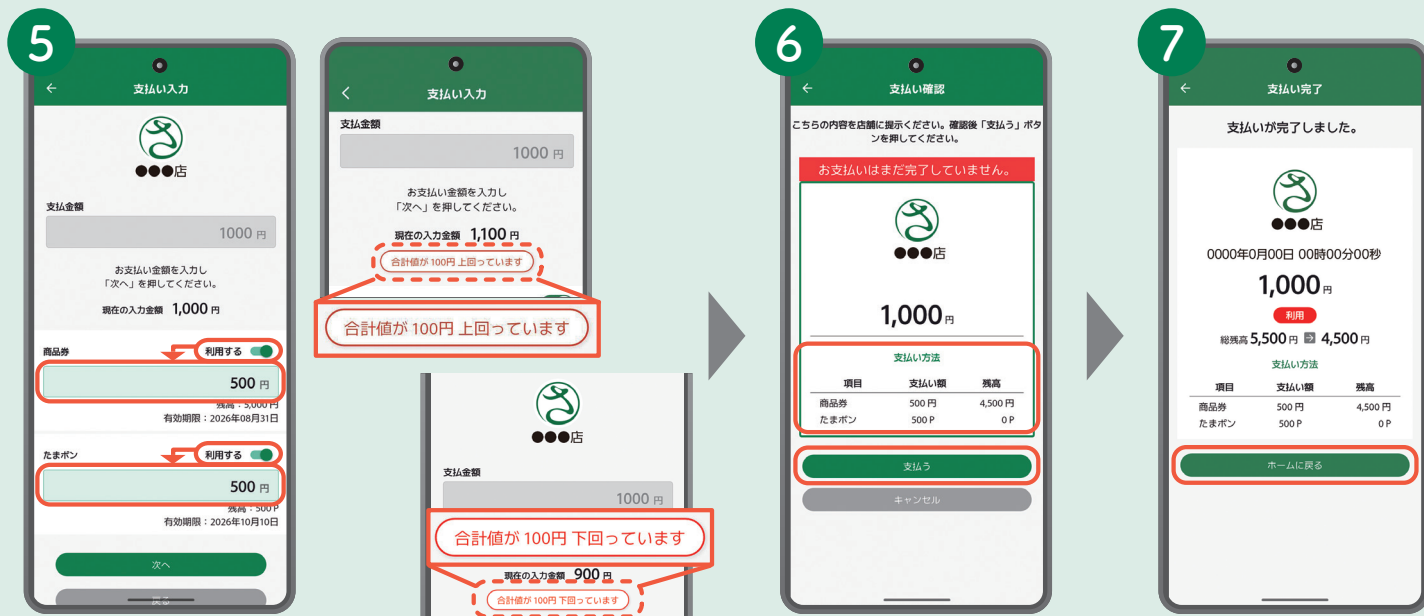 5
支払い入力
●●●店
支払金額
1000 円
お支払い金額を入力し
「次へ」を押してください。
現在の入力金額 1,000 円
商品券 利用する
500 円
残高：5,000 円
有効期限：2026年08月31日
たまポン 利用する
500 円
残高：500 P
有効期限：2026年10月10日
次へ
戻る
支払い入力
支払金額
1000 円
お支払い金額を入力し
「次へ」を押してください。
現在の入力金額 1,100 円
合計値が100円 上回っています
合計値が 100円 上回っています
●●●店
支払金額
1000 円
合計値が 100円 下回っています
現在の入力金額 900 円
合計値が 100円 下回っています
6
支払い確認
こちらの内容を店舗に提示ください。確認後「支払う」ボタ
ンを押してください。
お支払いはまだ完了していません。
●●●店
1,000 円
支払い方法
項目 支払い額 残高
商品券 500 円 4,500 円
たまポン 500 P 0 P
支払う
キャンセル
7
支払い完了
支払いが完了しました。
●●●店
0000年0月00日 00時00分00秒
1,000 円
利用
総残高 5,500 円 → 4,500 円
支払い方法
項目 支払い額 残高
商品券 500 円 4,500 円
たまポン 500 P 0 P
ホームに戻る